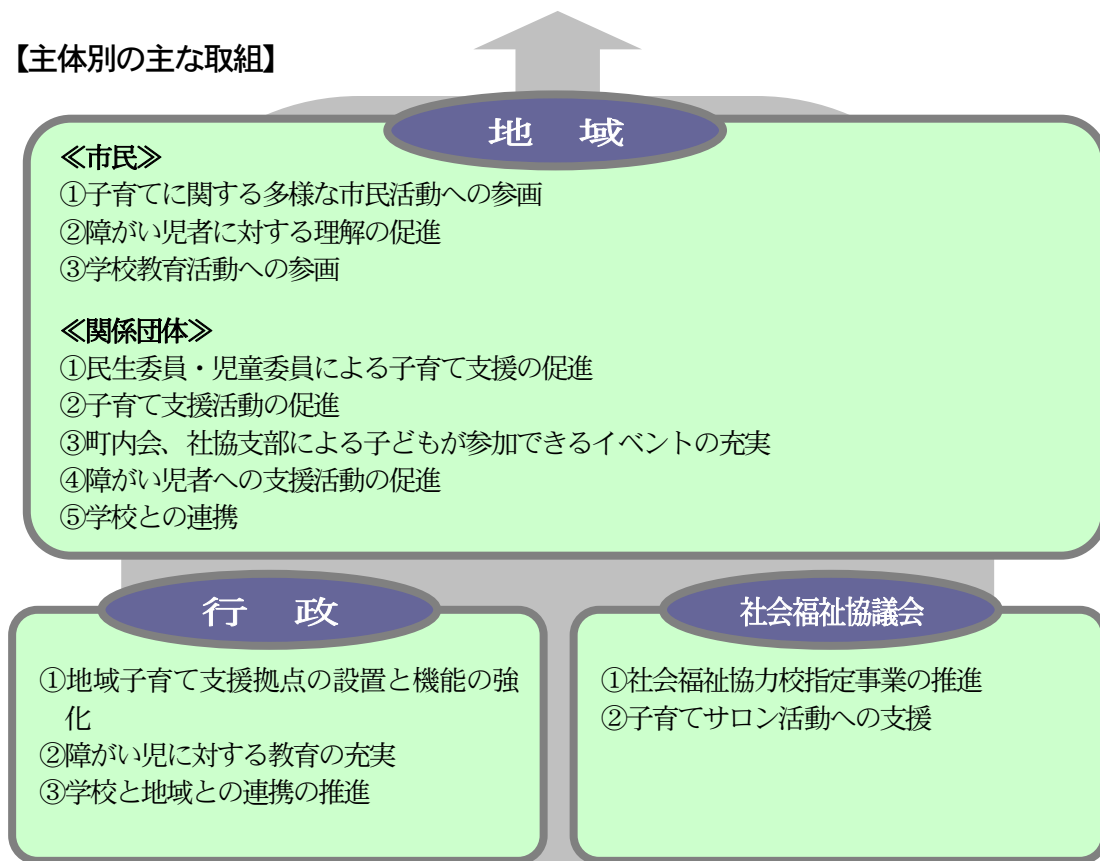 【主体別の主な取組】
地 域
≪市民≫
①子育てに関する多様な市民活動への参画
②障がい児者に対する理解の促進
③学校教育活動への参画
≪関係団体≫
①民生委員・児童委員による子育て支援の促進
②子育て支援活動の促進
③町内会、社協支部による子どもが参加できるイベントの充実
④障がい児者への支援活動の促進
⑤学校との連携
行 政
①地域子育て支援拠点の設置と機能の強
化
②障がい児に対する教育の充実
③学校と地域との連携の推進
社会福祉協議会
①社会福祉協力校指定事業の推進
②子育てサロン活動への支援